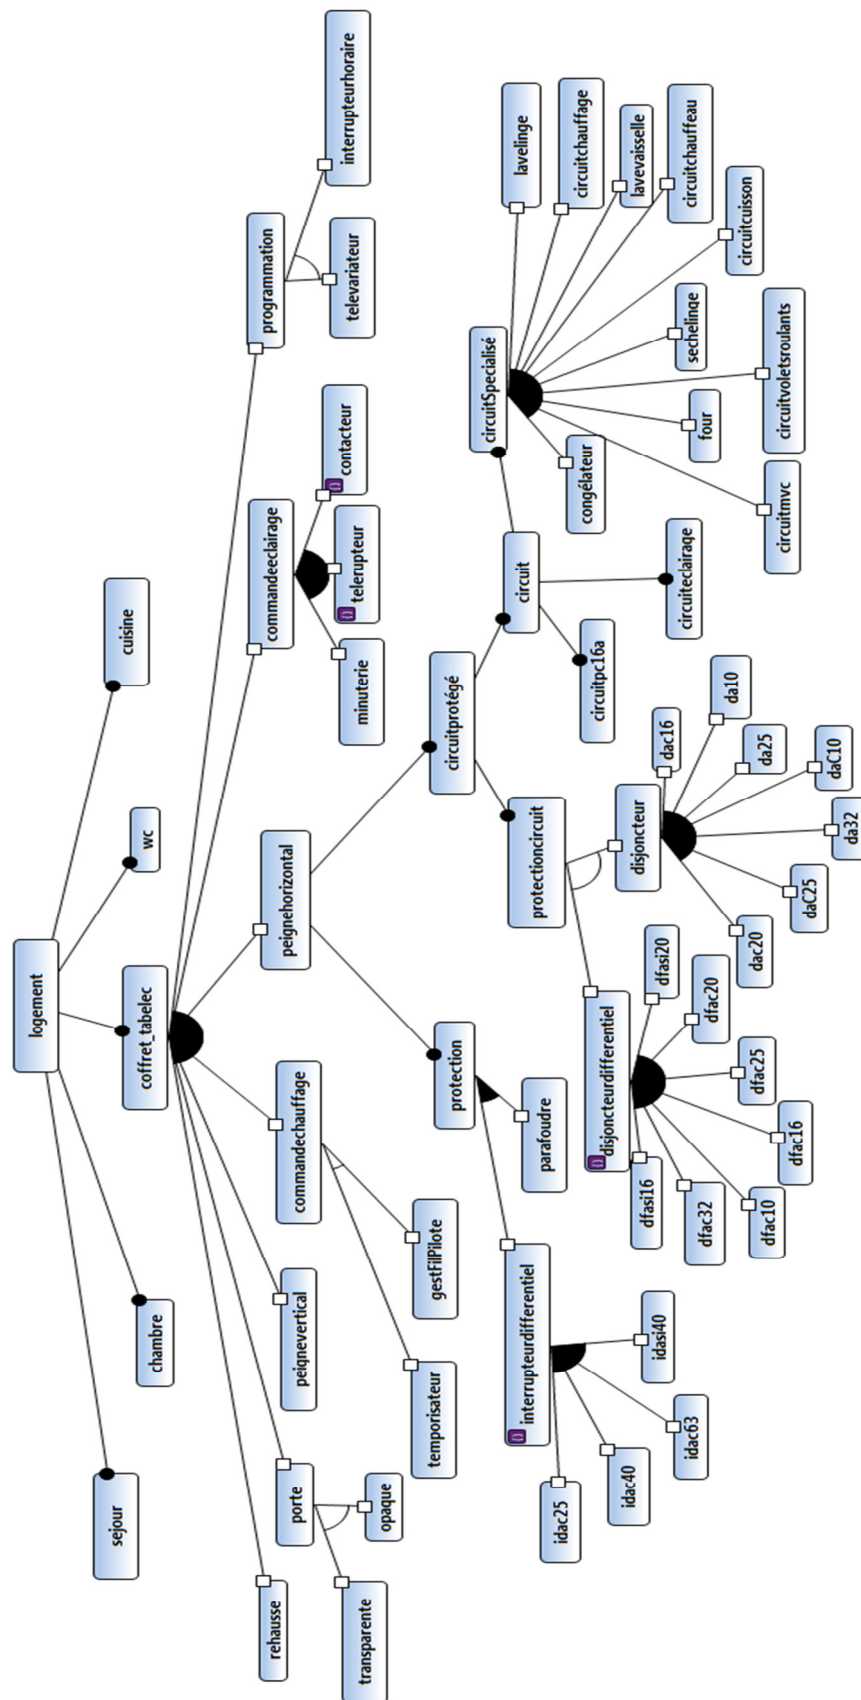 logement
sejour
chambre
coffret_tabelec
wc
cuisine
rehausse
porte
peignevertical
commandechauffage
peignehorizontal
commandeeclairage
programmation
transparente
opaque
temporisateur
gestFilPilote
minuterie
telerupteur
contacteur
televariateur
interrupteurhoraire
protection
circuitprotégé
interrupteurdifferentiel
parafoudre
protectioncircuit
circuit
idac25
idac40
idac63
idasi40
disjoncteurdifferentiel
disjoncteur
circuitpc16a
circuiteclairage
circuitSpecialisé
dfasi16
dfac32
dfac10
dfac16
dfac25
dfac20
dfasi20
dac20
daC25
da32
daC10
da25
da10
dac16
congélateur
circuitmvc
four
circuitvoletsroulants
sechelinge
circuitcuisson
circuitchauffeau
lavevaisselle
circuitchauffage
lavelinge